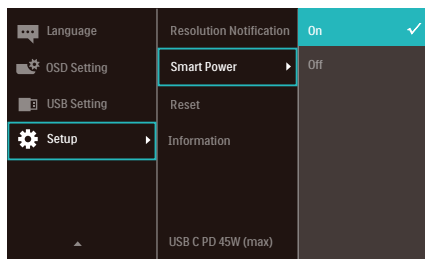 Language
OSD Setting
USB Setting
Setup
Resolution Notification
Smart Power
Reset
Information
USB C PD 45W (max)
On
Off